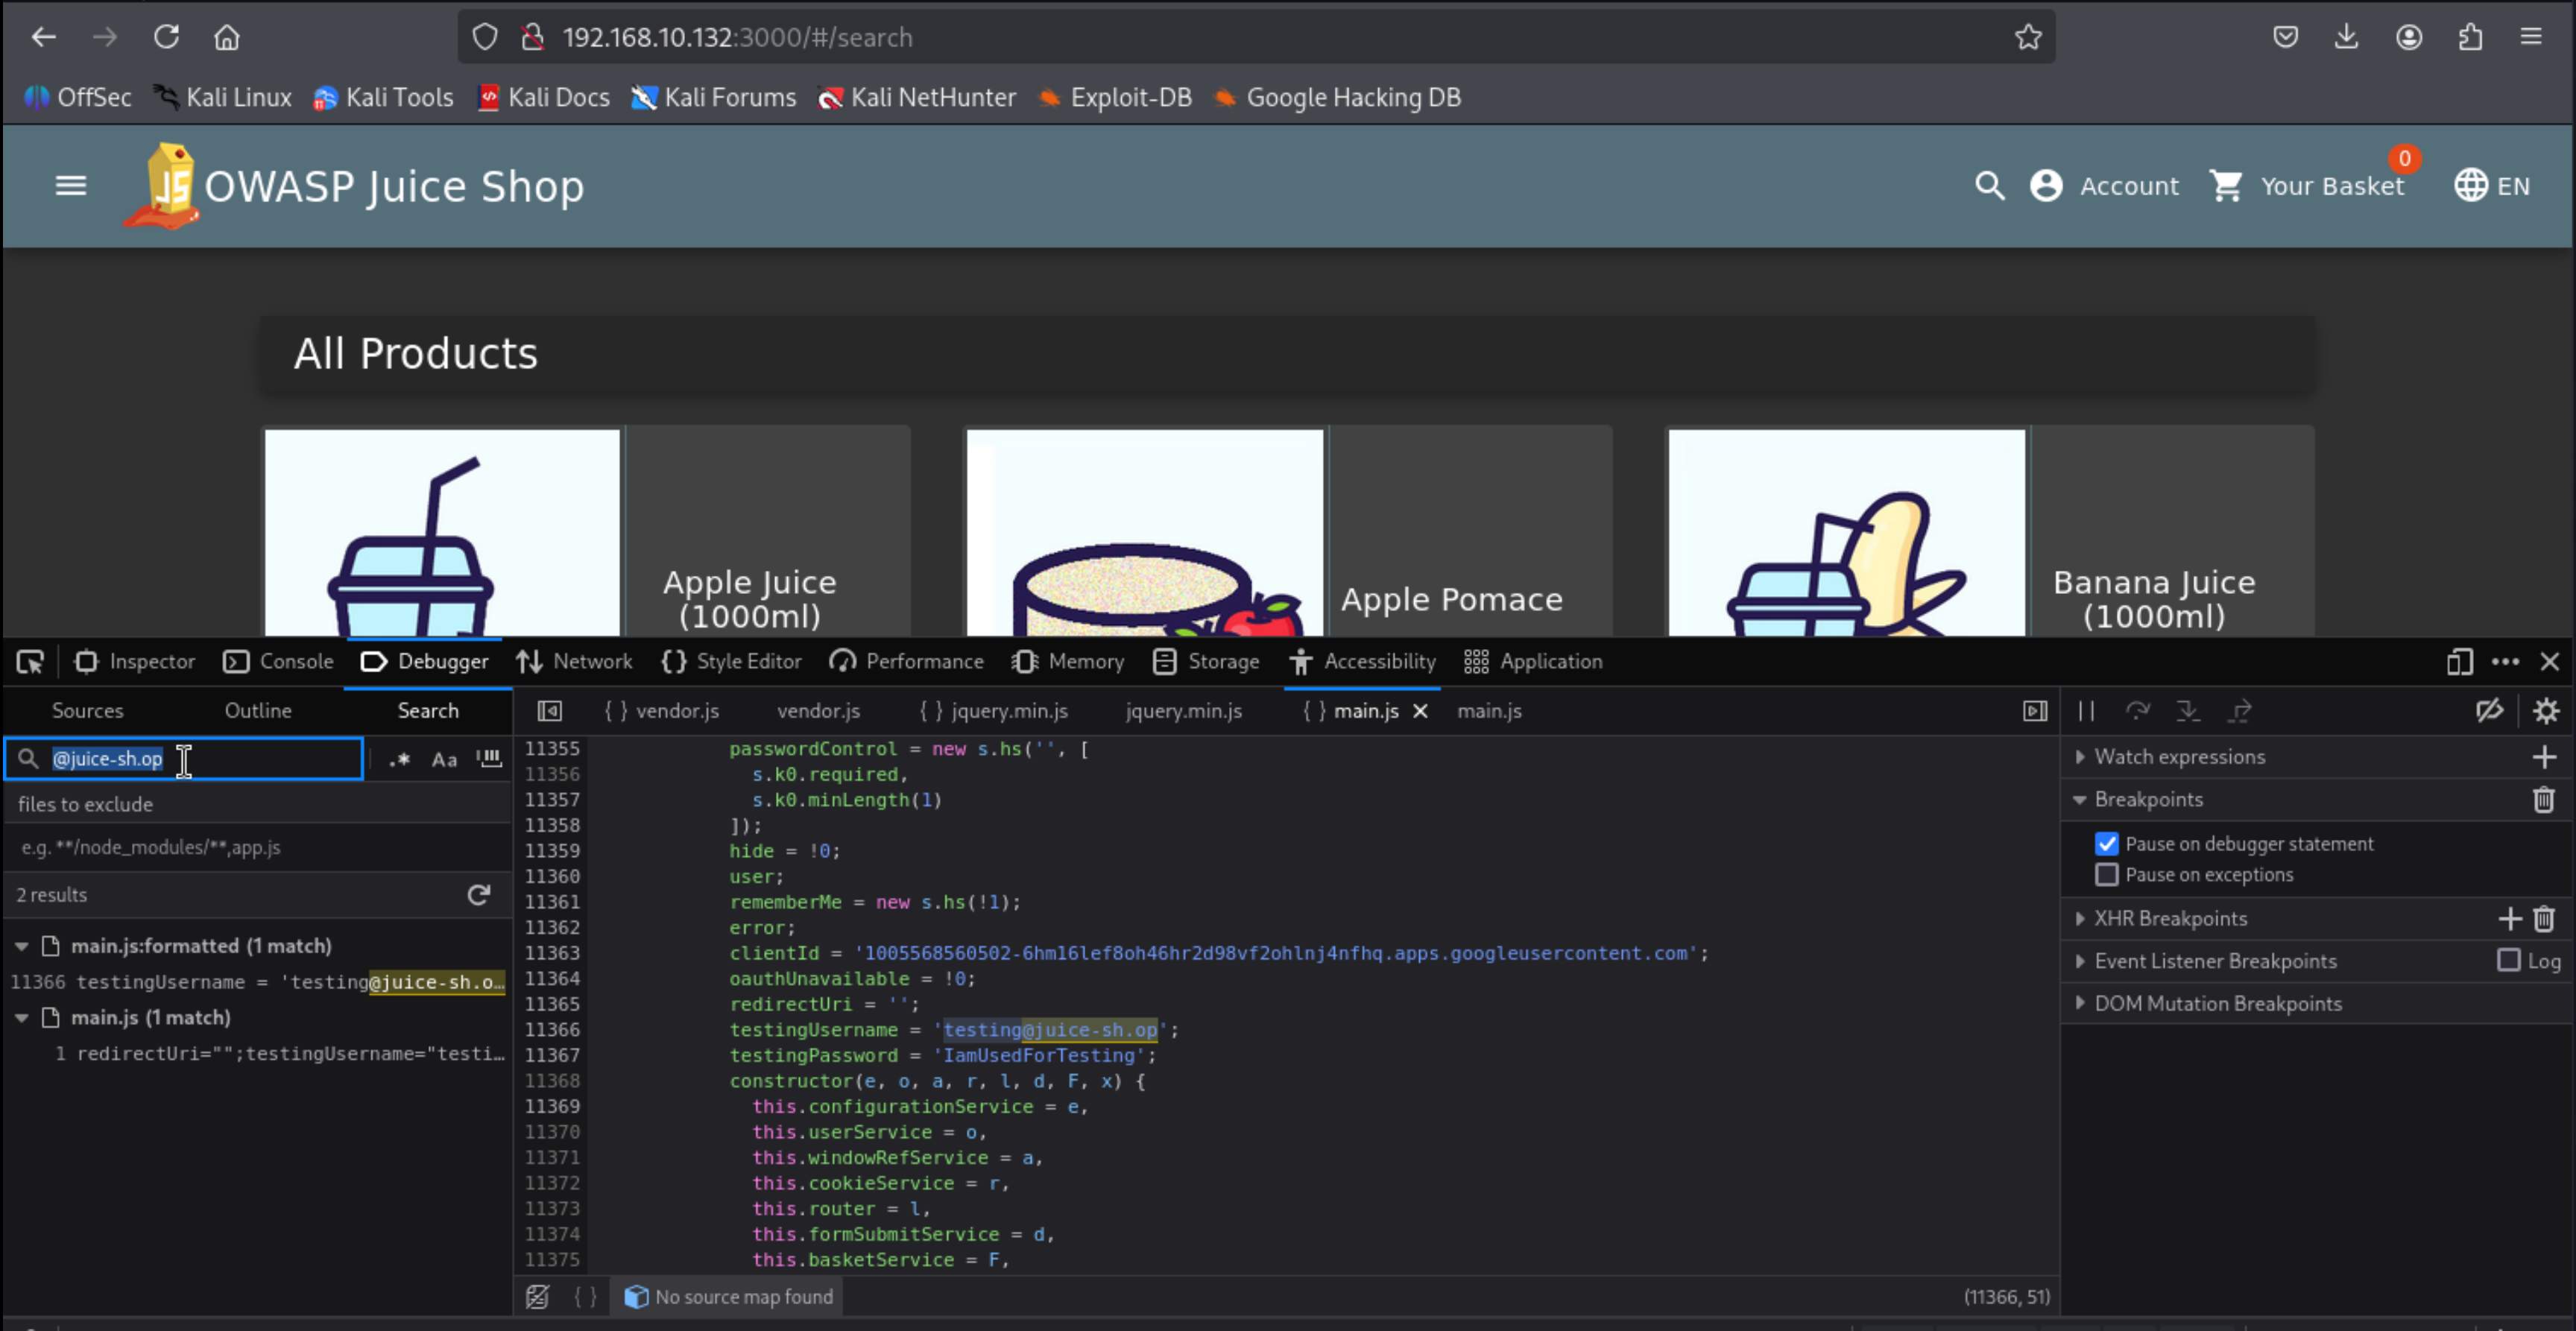 192.168.10.132:3000/#/search
OffSec Kali Linux Kali Tools Kali Docs Kali Forums Kali NetHunter Exploit-DB Google Hacking DB
JS OWASP Juice Shop Account Your Basket 0 EN
All Products
Apple Juice
(1000ml)
Apple Pomace
Banana Juice
(1000ml)
Inspector Console Debugger Network { } Style Editor Performance Memory Storage Accessibility Application
Sources Outline Search
@juice-sh.op .* Aa
files to exclude
e.g. **/node_modules/**,app.js
2 results
main.js:formatted (1 match)
11366 testingUsername = 'testing@juice-sh.o…
main.js (1 match)
1 redirectUri="";testingUsername="testi…
{ } vendor.js vendor.js { } jquery.min.js jquery.min.js { } main.js main.js
11355 passwordControl = new s.hs('', [
11356 s.k0.required,
11357 s.k0.minLength(1)
11358 ]);
11359 hide = !0;
11360 user;
11361 rememberMe = new s.hs(!1);
11362 error;
11363 clientId = '1005568560502-6hm16lef8oh46hr2d98vf2ohlnj4nfhq.apps.googleusercontent.com';
11364 oauthUnavailable = !0;
11365 redirectUri = '';
11366 testingUsername = 'testing@juice-sh.op';
11367 testingPassword = 'IamUsedForTesting';
11368 constructor(e, o, a, r, l, d, F, x) {
11369 this.configurationService = e,
11370 this.userService = o,
11371 this.windowRefService = a,
11372 this.cookieService = r,
11373 this.router = l,
11374 this.formSubmitService = d,
11375 this.basketService = F,
{ } No source map found (11366, 51)
Watch expressions
Breakpoints
Pause on debugger statement
Pause on exceptions
XHR Breakpoints
Event Listener Breakpoints Log
DOM Mutation Breakpoints